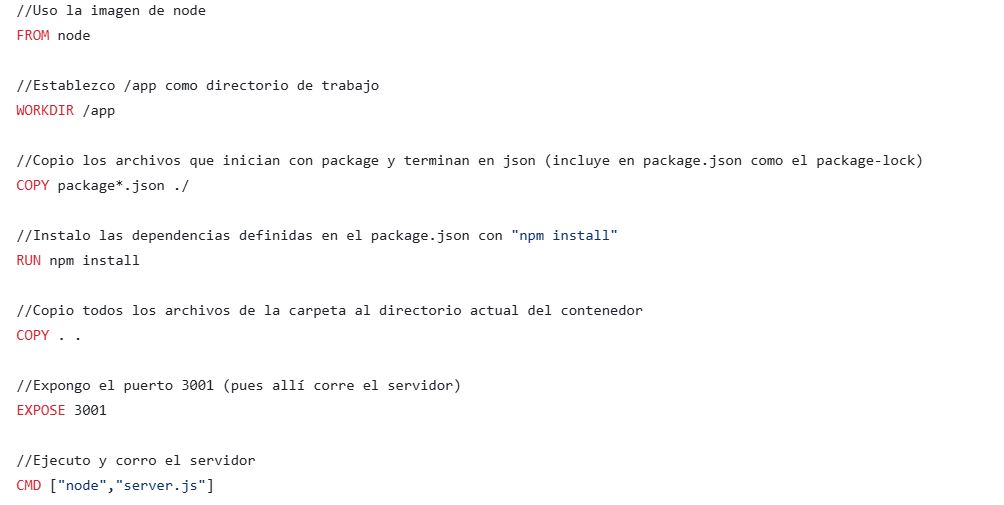 //Uso la imagen de node
FROM node
//Establezco /app como directorio de trabajo
WORKDIR /app
//Copio los archivos que inician con package y terminan en json (incluye en package.json como el package-lock)
COPY package*.json ./
//Instalo las dependencias definidas en el package.json con "npm install"
RUN npm install
//Copio todos los archivos de la carpeta al directorio actual del contenedor
COPY . .
//Expongo el puerto 3001 (pues allí corre el servidor)
EXPOSE 3001
//Ejecuto y corro el servidor
CMD ["node","server.js"]